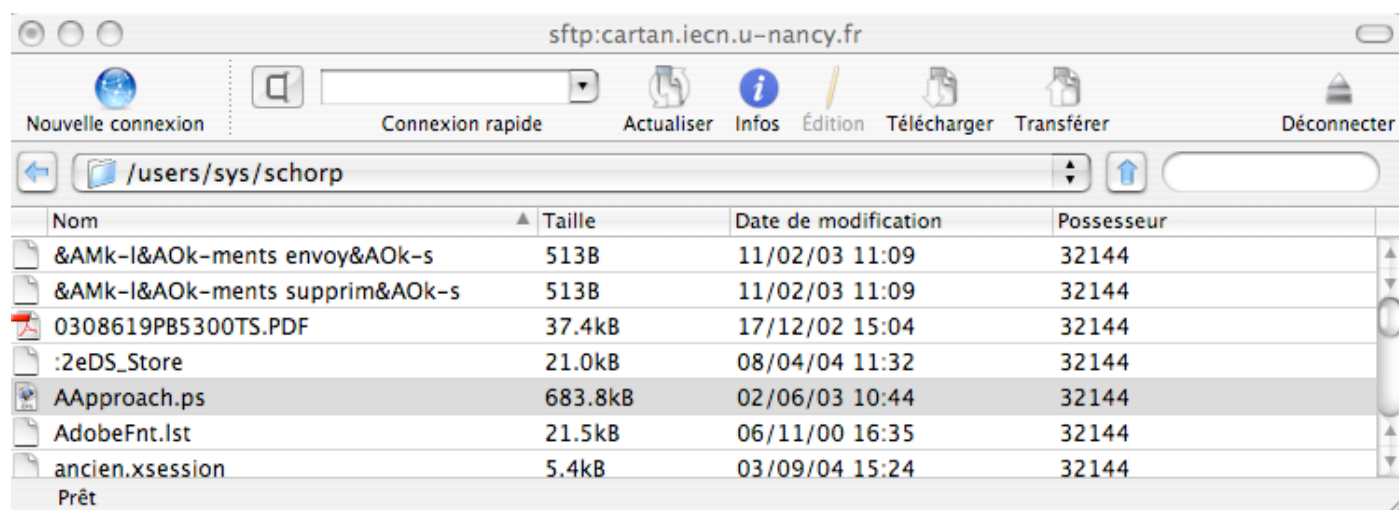 sftp:cartan.iecn.u-nancy.fr
Nouvelle connexion Connexion rapide Actualiser Infos Édition Télécharger Transférer Déconnecter
/users/sys/schorp
Nom Taille Date de modification Possesseur
&AMk-l&AOk-ments envoy&AOk-s 513B 11/02/03 11:09 32144
&AMk-l&AOk-ments supprim&AOk-s 513B 11/02/03 11:09 32144
0308619PB5300TS.PDF 37.4kB 17/12/02 15:04 32144
:2eDS_Store 21.0kB 08/04/04 11:32 32144
AApproach.ps 683.8kB 02/06/03 10:44 32144
AdobeFnt.lst 21.5kB 06/11/00 16:35 32144
ancien.xsession 5.4kB 03/09/04 15:24 32144
Prêt